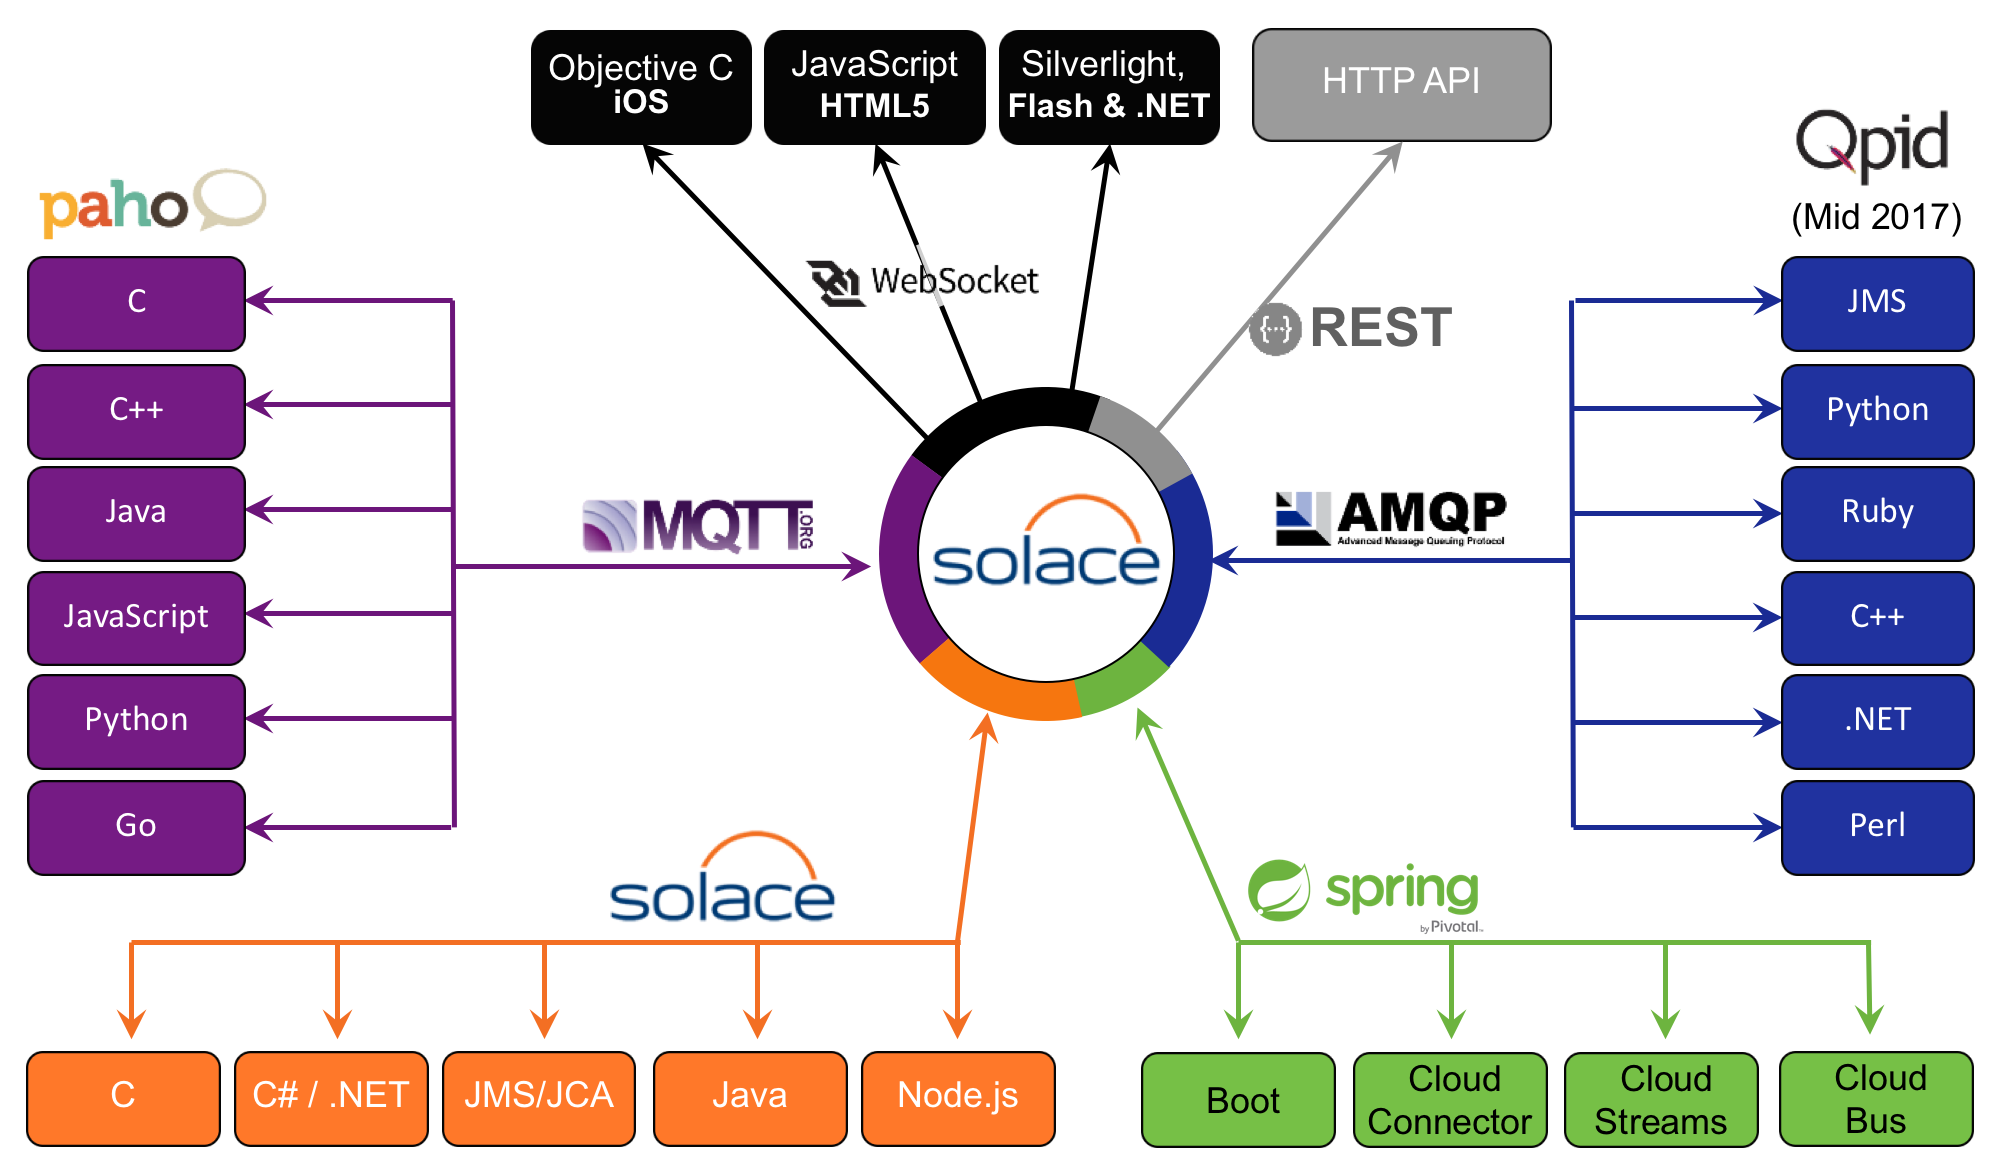 Objective C
iOS
JavaScript
HTML5
Silverlight,
Flash & .NET
HTTP API
Qpid
(Mid 2017)
paho
WebSocket
REST
C
C++
Java
JavaScript
Python
Go
MQTT
.ORG
solace
AMQP
Advanced Message Queuing Protocol
JMS
Python
Ruby
C++
.NET
Perl
solace
C
C# / .NET
JMS/JCA
Java
Node.js
spring
by Pivotal™
Boot
Cloud
Connector
Cloud
Streams
Cloud
Bus